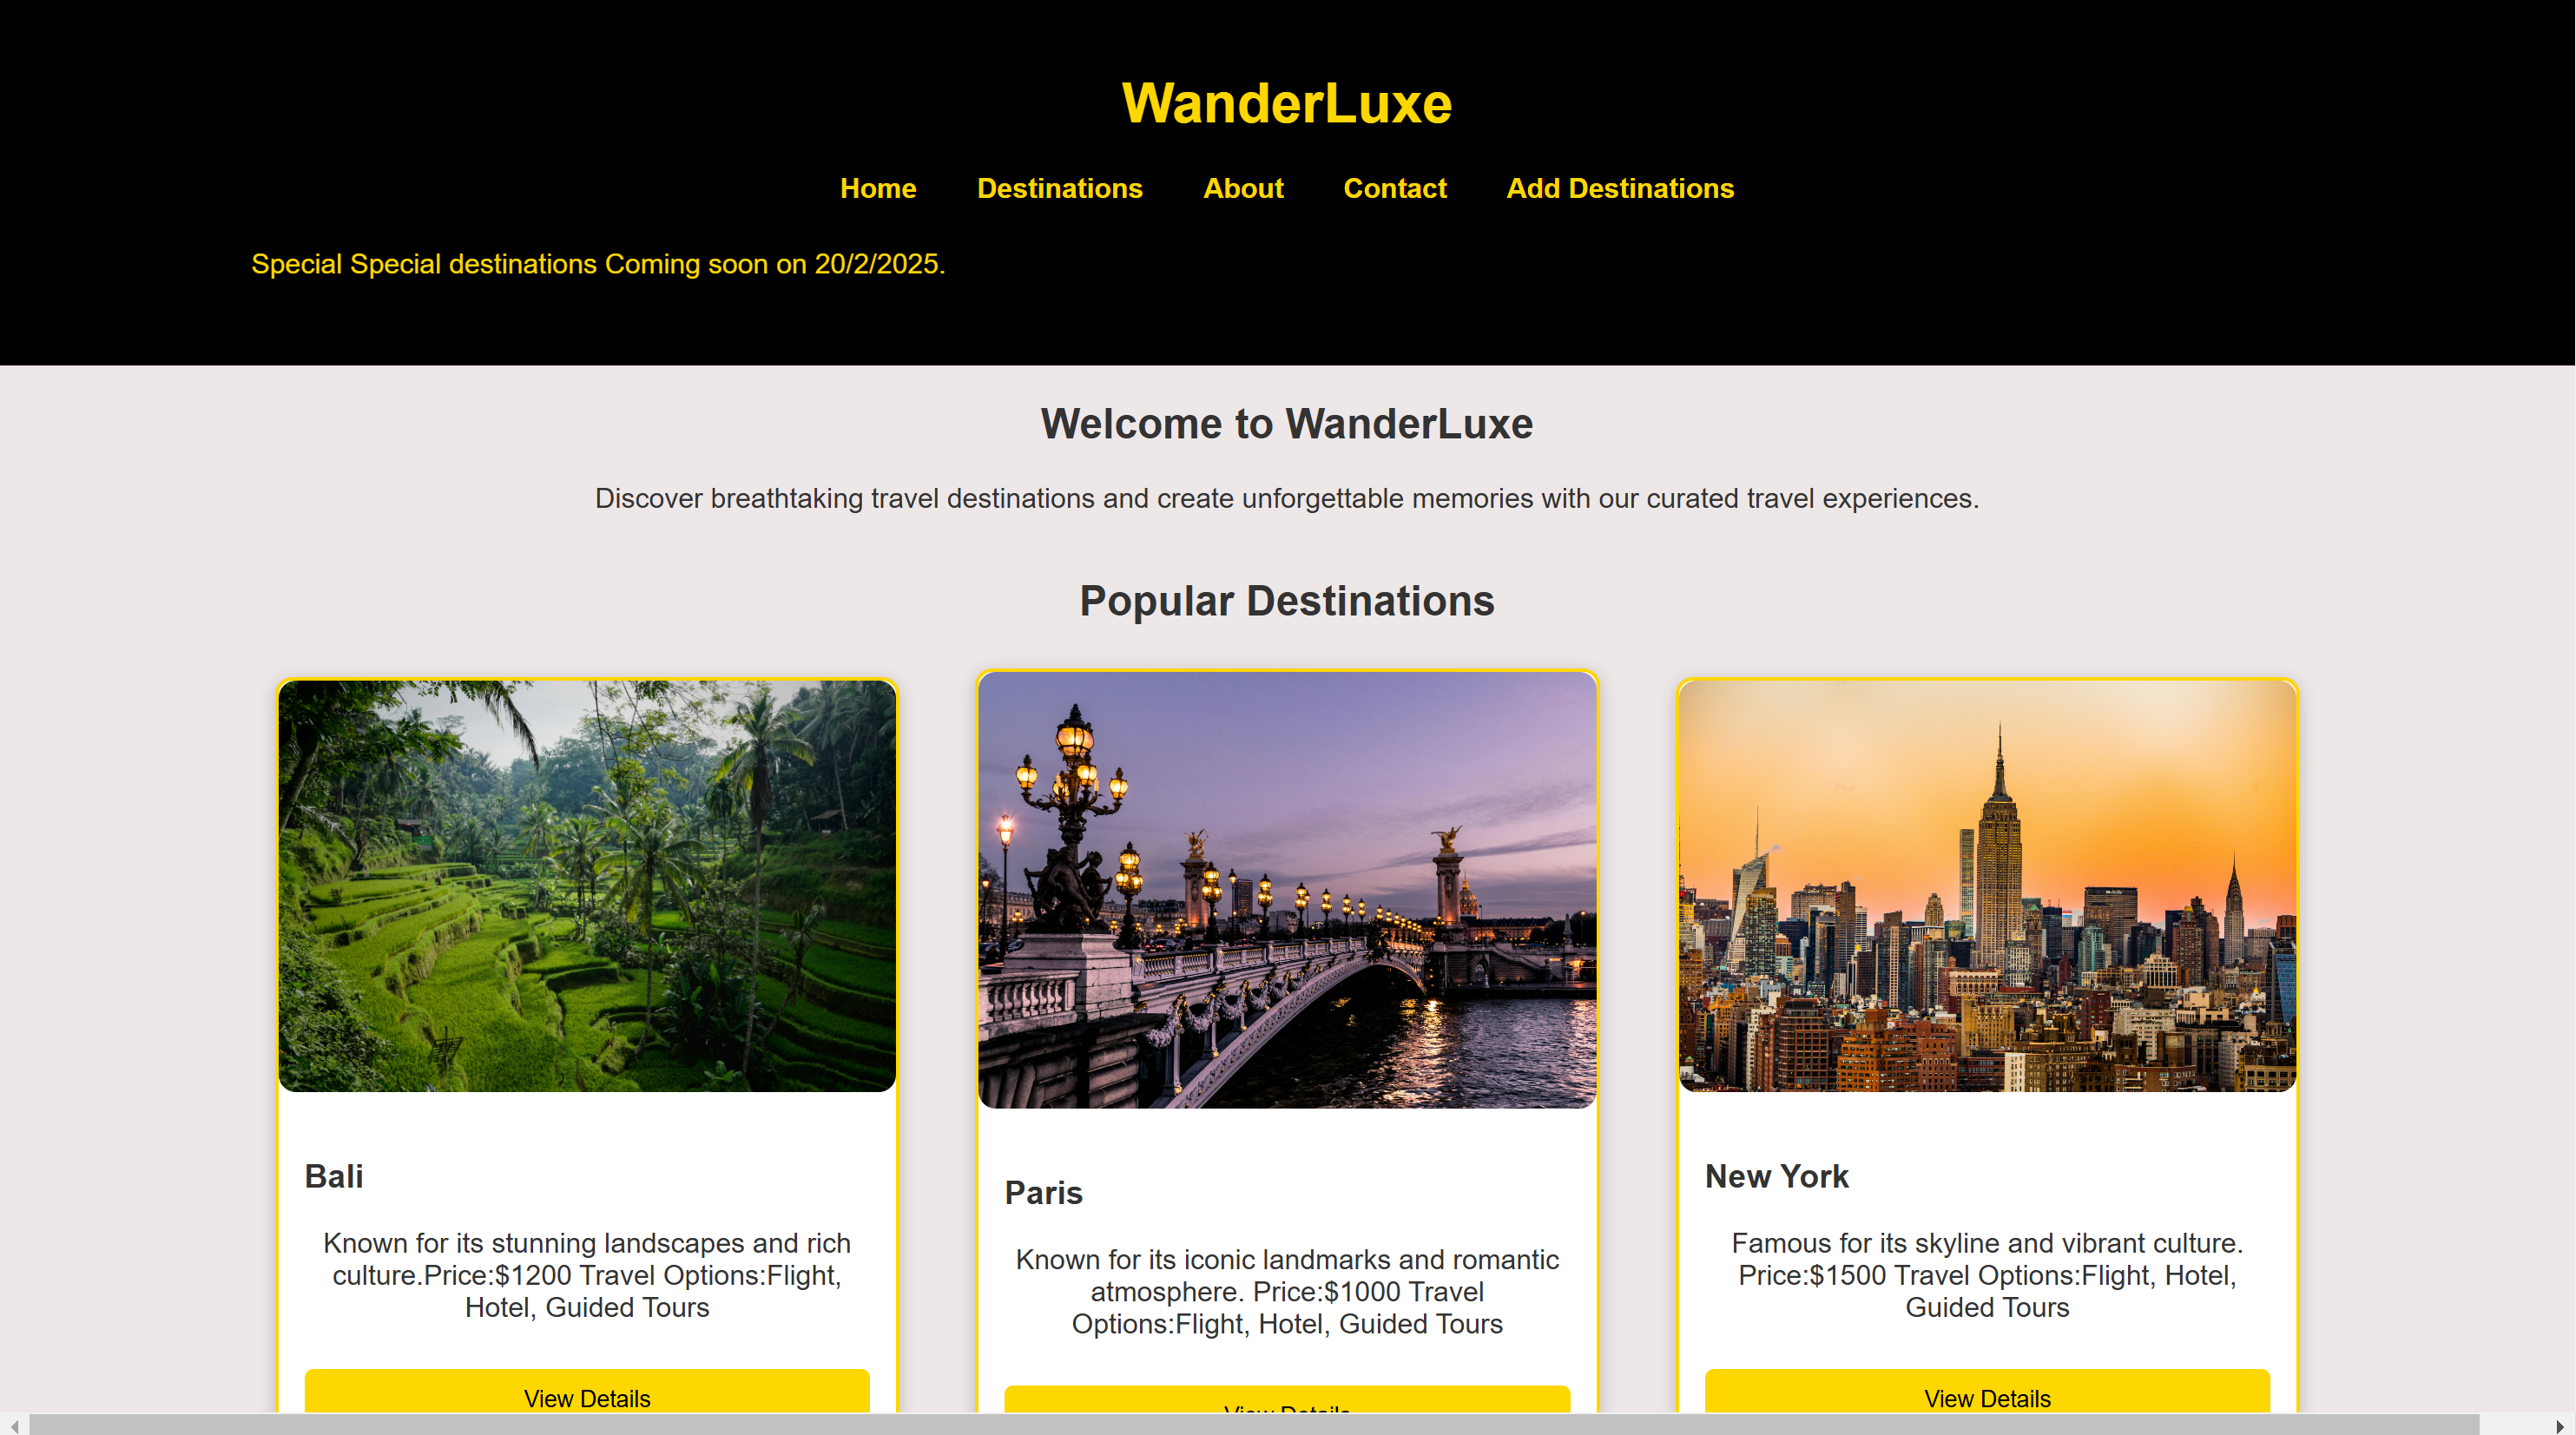 WanderLuxe
Home Destinations About Contact Add Destinations
Special Special destinations Coming soon on 20/2/2025.
Welcome to WanderLuxe
Discover breathtaking travel destinations and create unforgettable memories with our curated travel experiences.
Popular Destinations
Bali
Known for its stunning landscapes and rich
culture.Price:$1200 Travel Options:Flight,
Hotel, Guided Tours
View Details
Paris
Known for its iconic landmarks and romantic
atmosphere. Price:$1000 Travel
Options:Flight, Hotel, Guided Tours
View Details
New York
Famous for its skyline and vibrant culture.
Price:$1500 Travel Options:Flight, Hotel,
Guided Tours
View Details